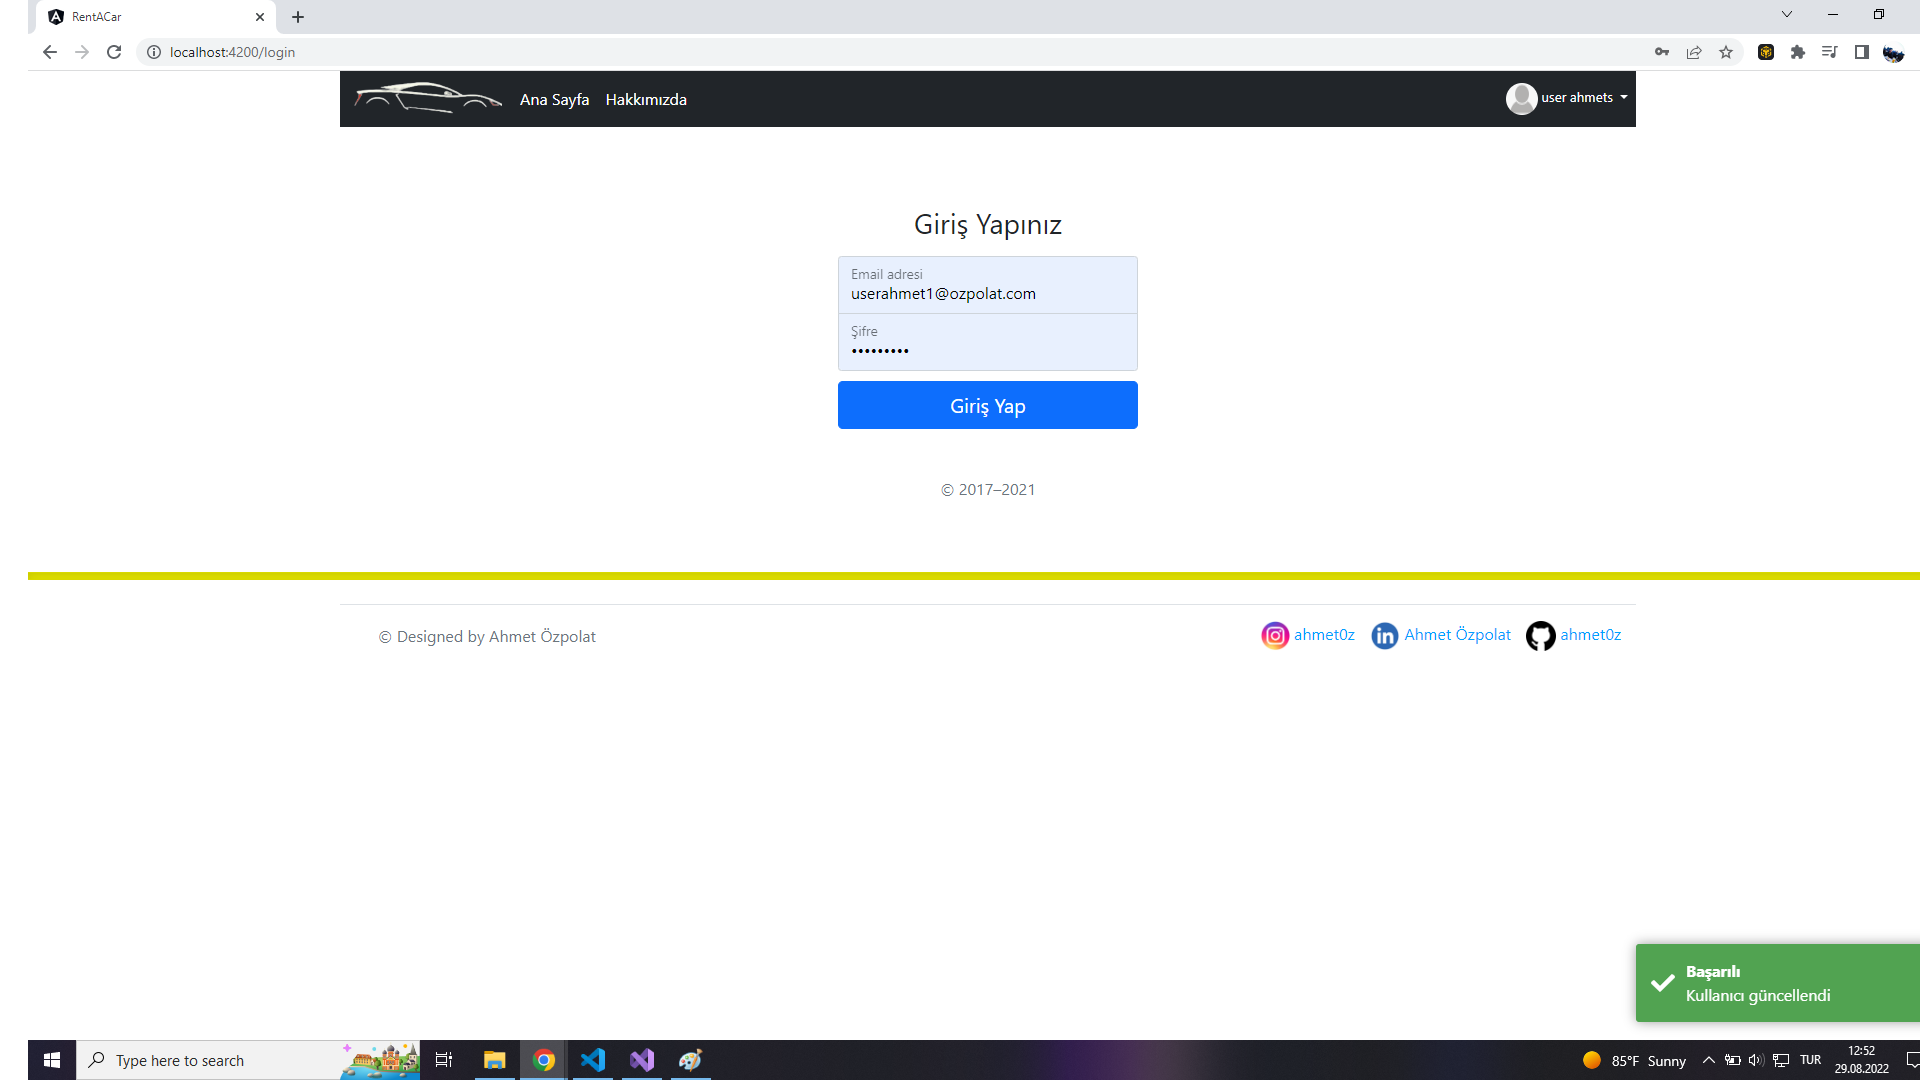 RentACar
localhost:4200/login
Ana Sayfa Hakkımızda user ahmets
Giriş Yapınız
Email adresi
userahmet1@ozpolat.com
Şifre
•••••••••
Giriş Yap
© 2017–2021
© Designed by Ahmet Özpolat ahmet0z Ahmet Özpolat ahmet0z
Başarılı
Kullanıcı güncellendi
Type here to search
85°F Sunny
TUR
12:52
29.08.2022